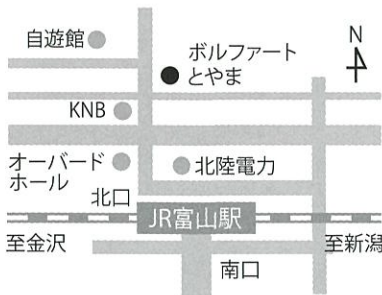 自遊館
ボルファート
とやま
N
KNB
オーバード
ホール
北陸電力
北口
JR富山駅
至金沢
至新潟
南口